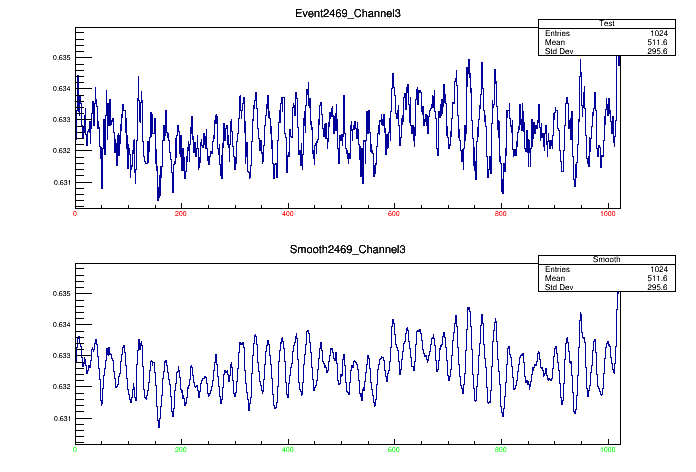 Event2469_Channel3
Test
Entries 1024
Mean 511.6
Std Dev 295.6
0.635
0.634
0.633
0.632
0.631
0 200 400 600 800 1000
Smooth2469_Channel3
Smooth
Entries 1024
Mean 511.6
Std Dev 295.6
0.635
0.634
0.633
0.632
0.631
0 200 400 600 800 1000